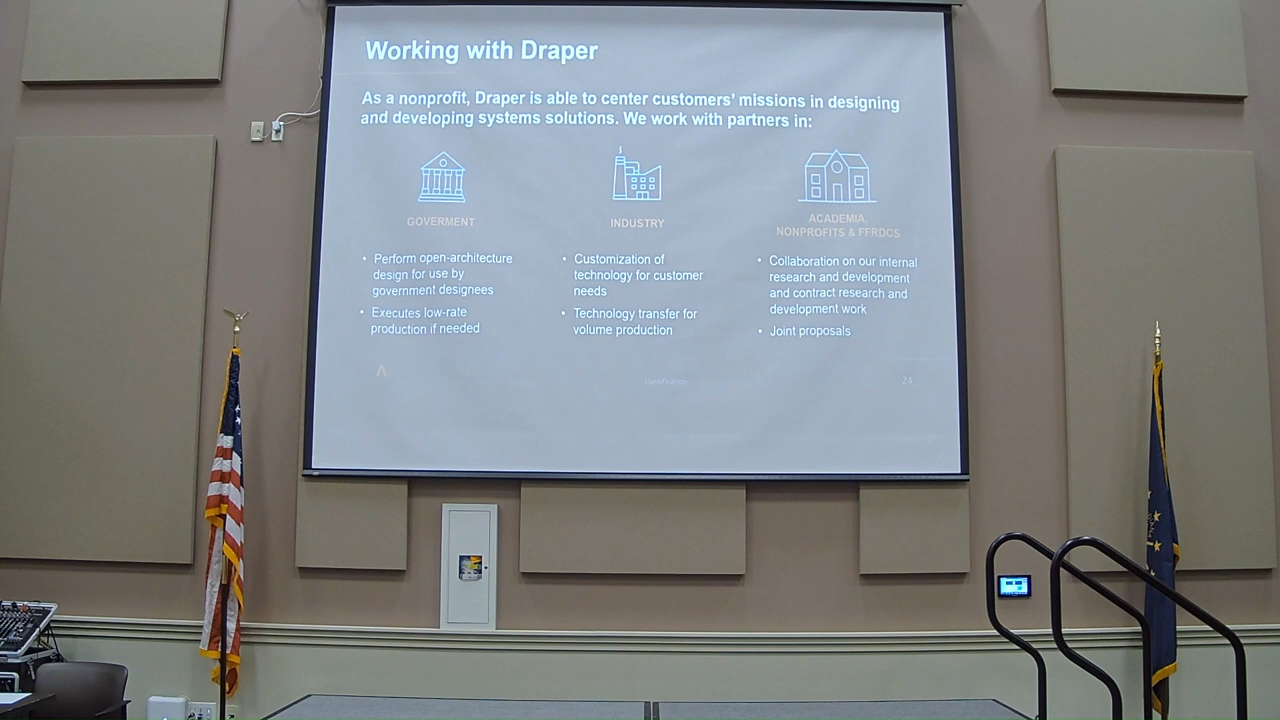 Working with Draper
As a nonprofit, Draper is able to center customers' missions in designing
and developing systems solutions. We work with partners in:
GOVERMENT
• Perform open-architecture
design for use by
government designees
• Executes low-rate
production if needed
INDUSTRY
• Customization of
technology for customer
needs
• Technology transfer for
volume production
ACADEMIA,
NONPROFITS & FFRDCS
• Collaboration on our internal
research and development
and contract research and
development work
• Joint proposals
classification
24